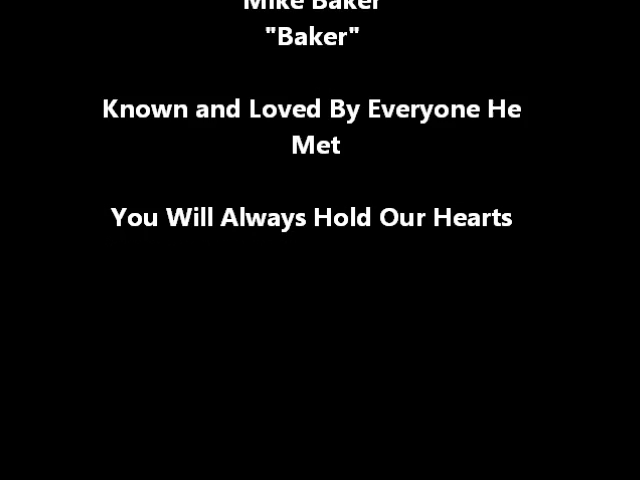 Mike Baker
"Baker"
Known and Loved By Everyone He
Met
You Will Always Hold Our Hearts